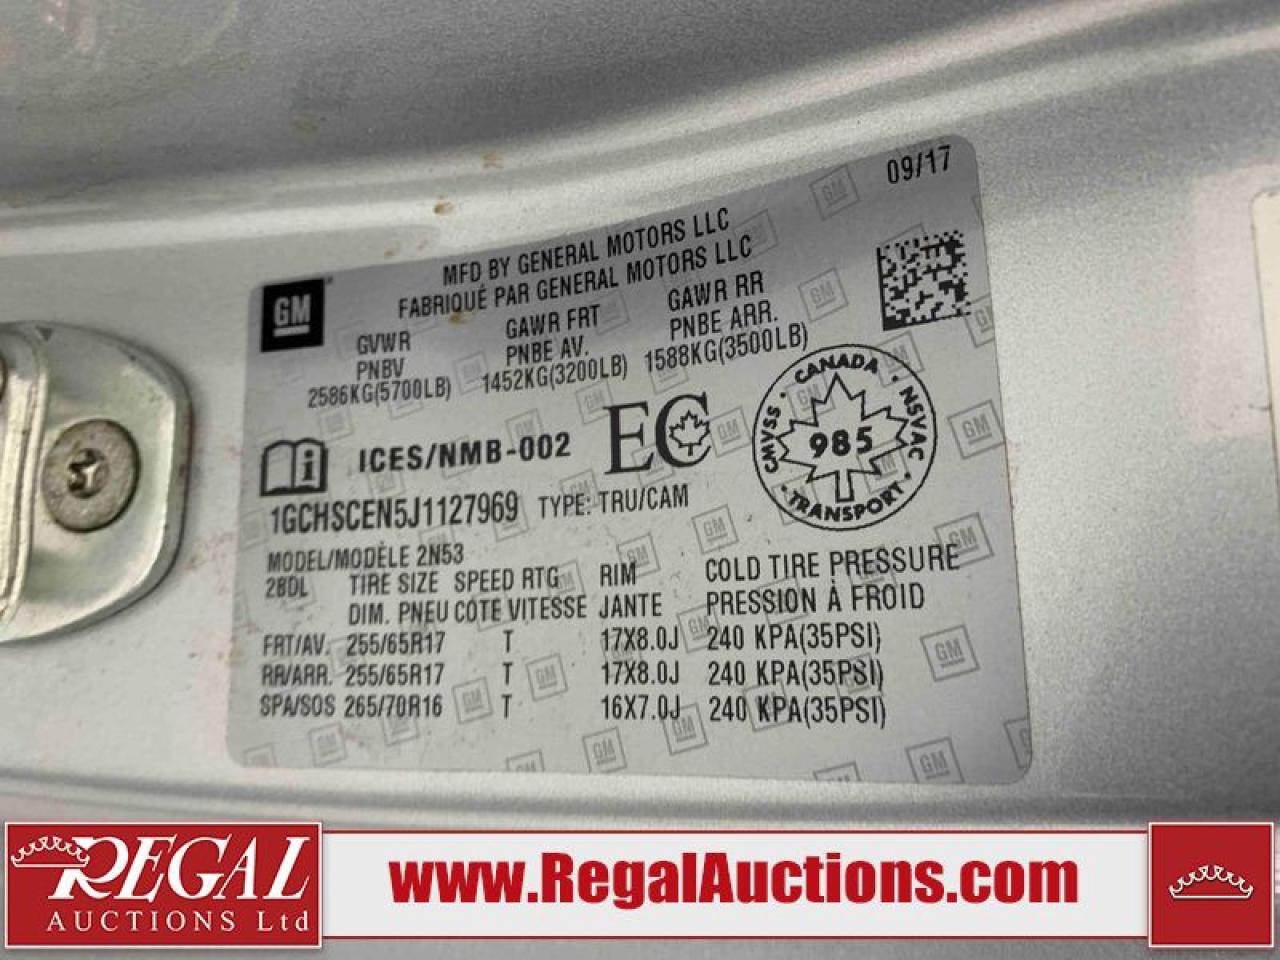 09/17
MFD BY GENERAL MOTORS LLC
FABRIQUÉ PAR GENERAL MOTORS LLC
GM
GVWR GAWR FRT GAWR RR
PNBV PNBE AV. PNBE ARR.
2586KG(5700LB) 1452KG(3200LB) 1588KG(3500LB)
ICES/NMB-002 EC
CANADA · NSVAC · TRANSPORT · CMVSS ·
985
1GCHSCEN5J1127969 TYPE: TRU/CAM
MODEL/MODÈLE 2N53
2BDL TIRE SIZE SPEED RTG RIM COLD TIRE PRESSURE
DIM. PNEU CÔTE VITESSE JANTE PRESSION À FROID
FRT/AV. 255/65R17 T 17X8.0J 240 KPA(35PSI)
RR/ARR. 255/65R17 T 17X8.0J 240 KPA(35PSI)
SPA/SOS 265/70R16 T 16X7.0J 240 KPA(35PSI)
REGAL
AUCTIONS Ltd
www.RegalAuctions.com